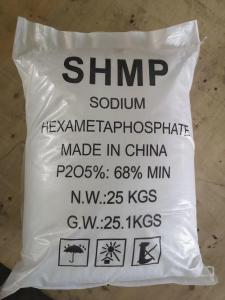 SHMP
SODIUM
HEXAMETAPHOSPHATE
MADE IN CHINA
P2O5%: 68% MIN
N.W.:25 KGS
G.W.:25.1KGS